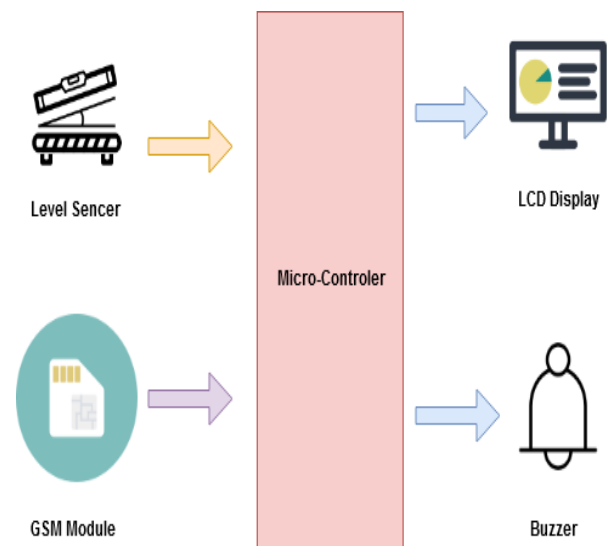 Level Sencer
LCD Display
Micro-Controler
GSM Module
Buzzer